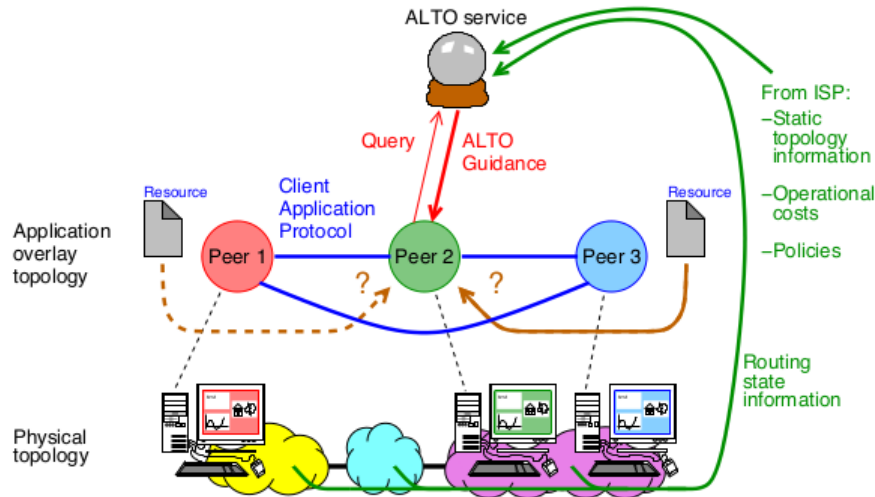 ALTO service
From ISP:
–Static
topology
information
–Operational
costs
–Policies
Query
ALTO
Guidance
Client
Application
Protocol
Resource
Resource
Application
overlay
topology
Peer 1
Peer 2
Peer 3
?
?
Routing
state
information
Physical
topology